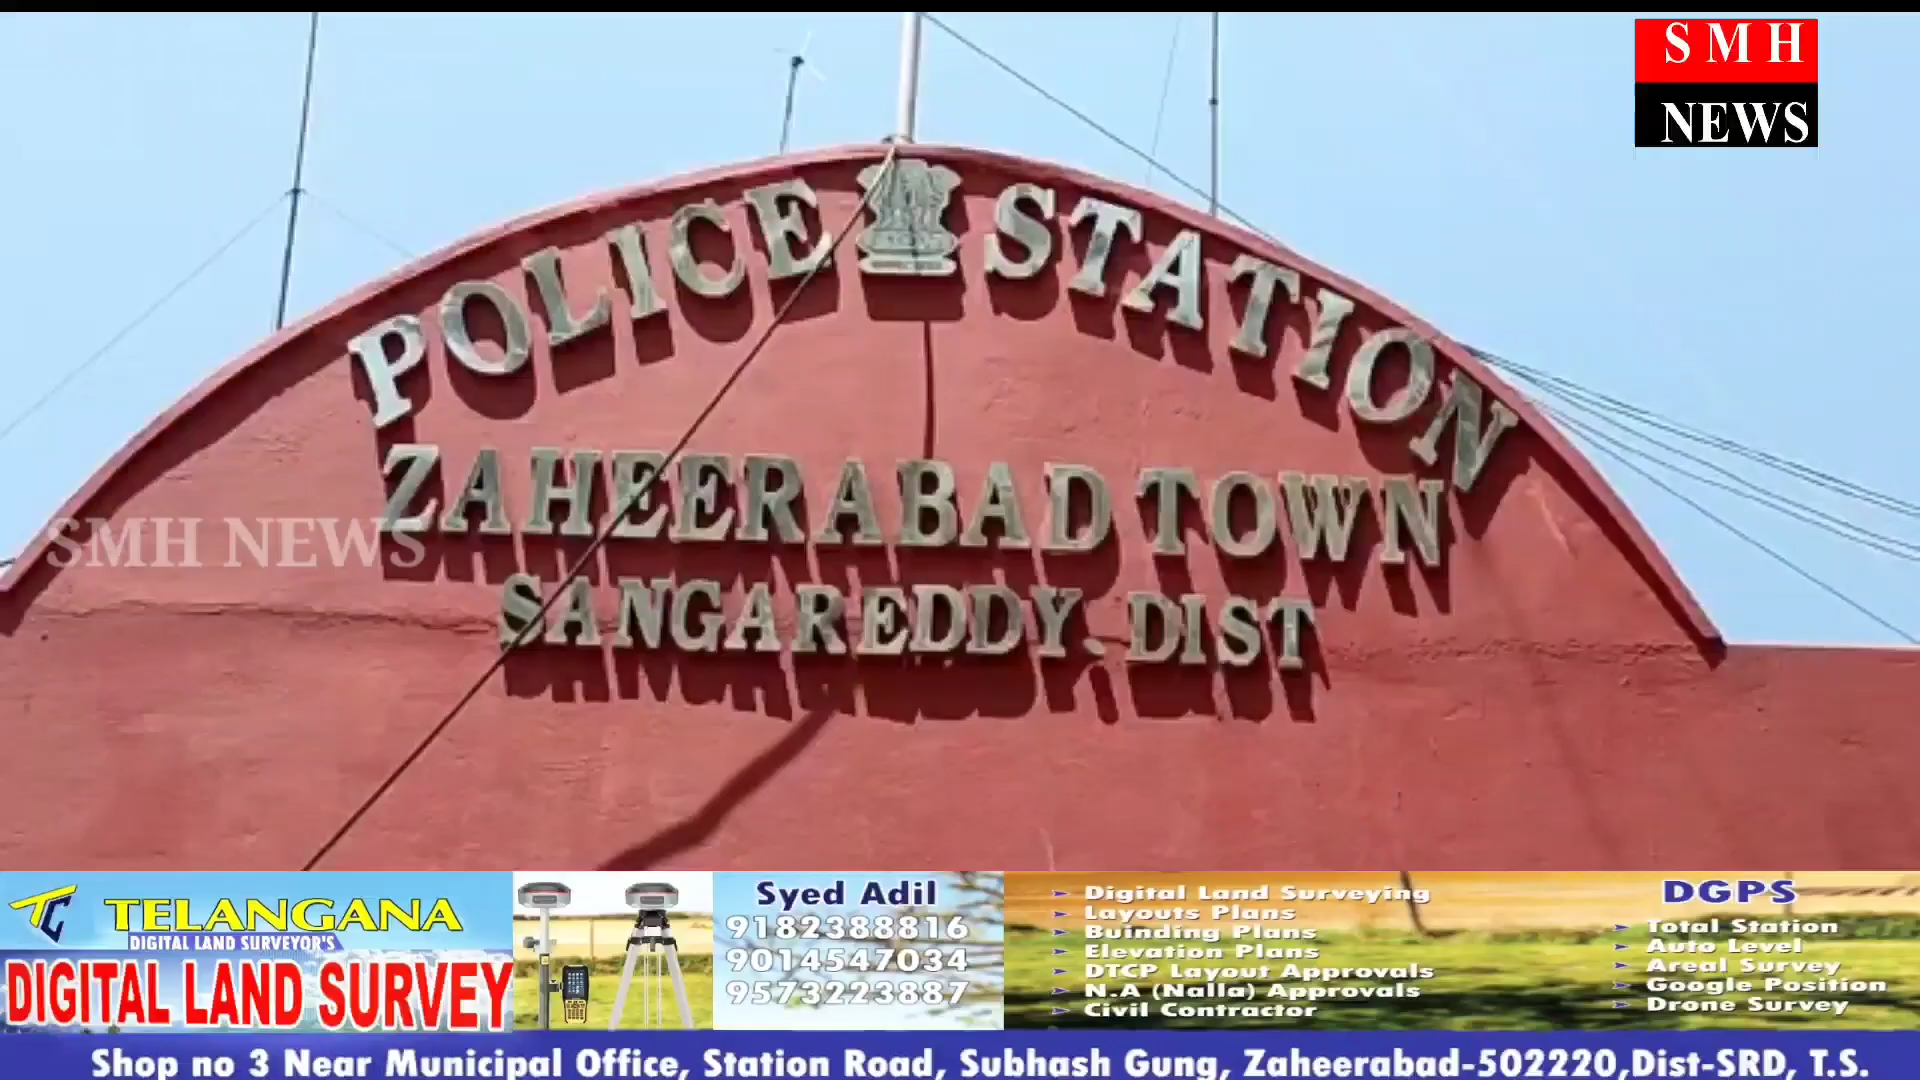 S M H
NEWS
POLICE STATION
ZAHEERABAD TOWN
SANGAREDDY. DIST
SMH NEWS
TC TELANGANA
DIGITAL LAND SURVEYOR'S
DIGITAL LAND SURVEY
Syed Adil
9182388816
9014547034
9573223887
Digital Land Surveying
Layouts Plans
Buinding Plans
Elevation Plans
DTCP Layout Approvals
N.A (Nalla) Approvals
Civil Contractor
DGPS
Total Station
Auto Level
Areal Survey
Google Position
Drone Survey
Shop no 3 Near Municipal Office, Station Road, Subhash Gung, Zaheerabad-502220,Dist-SRD, T.S.